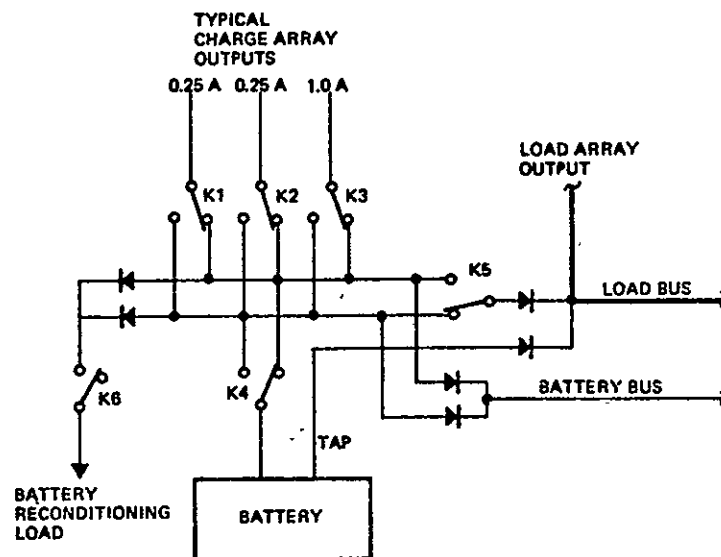 TYPICAL
CHARGE ARRAY
OUTPUTS
0.25 A 0.25 A 1.0 A
LOAD ARRAY
OUTPUT
K1
K2
K3
K5
LOAD BUS
K4
K6
BATTERY BUS
TAP
BATTERY
RECONDITIONING
LOAD
BATTERY